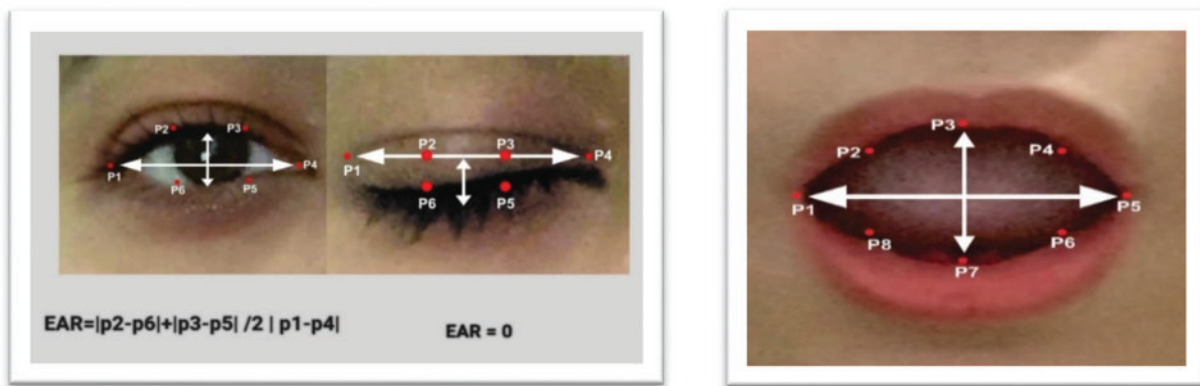 P2 P3
P1 P4
P6 P5
P2 P3
P1 P4
P6 P5
EAR=|p2-p6|+|p3-p5| /2 | p1-p4|
EAR = 0
P3
P2 P4
P1 P5
P8 P6
P7